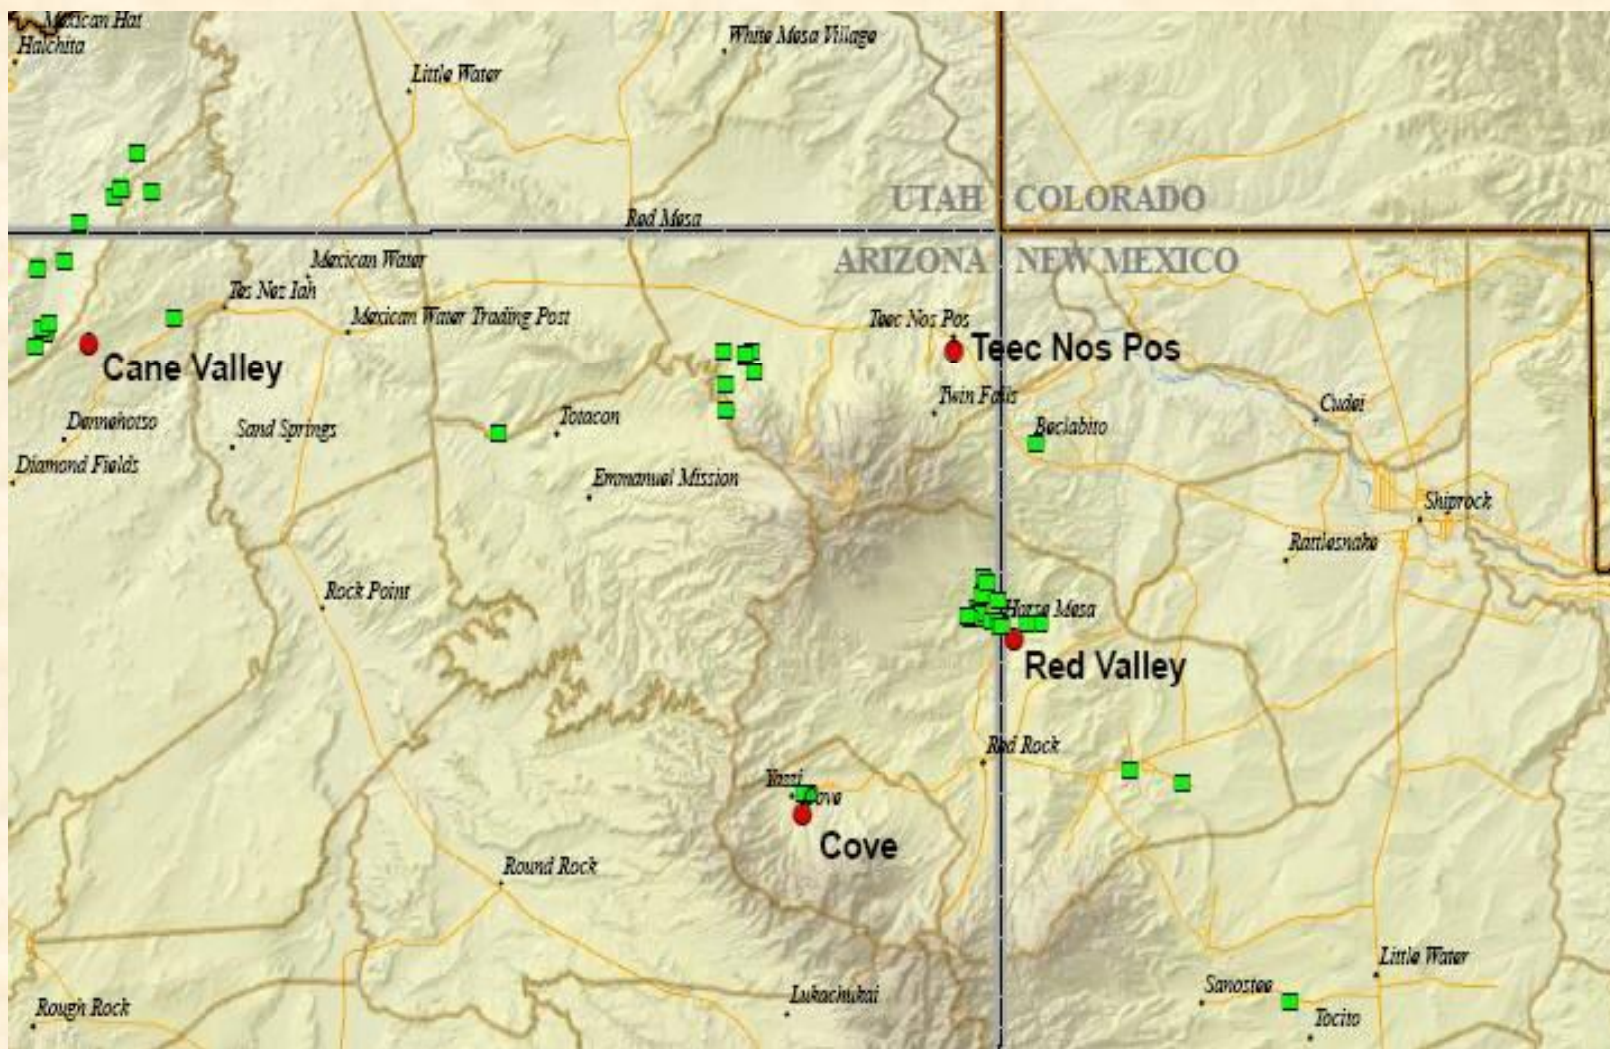 Mexican Hat
Halchita
White Mesa Village
Little Water
UTAH COLORADO
Red Mesa
ARIZONA NEW MEXICO
Mexican Water
Tes Nez Iah
Mexican Water Trading Post
Teec Nos Pos
Teec Nos Pos
Cane Valley
Twin Falls
Cudei
Dennehotso
Sand Springs
Totacon
Beclabito
Diamond Fields
Emmanuel Mission
Shiprock
Rattlesnake
Rock Point
Horse Mesa
Red Valley
Red Rock
Yazzi
Cove
Cove
Round Rock
Little Water
Sanostee
Lukachukai
Rough Rock
Tocito